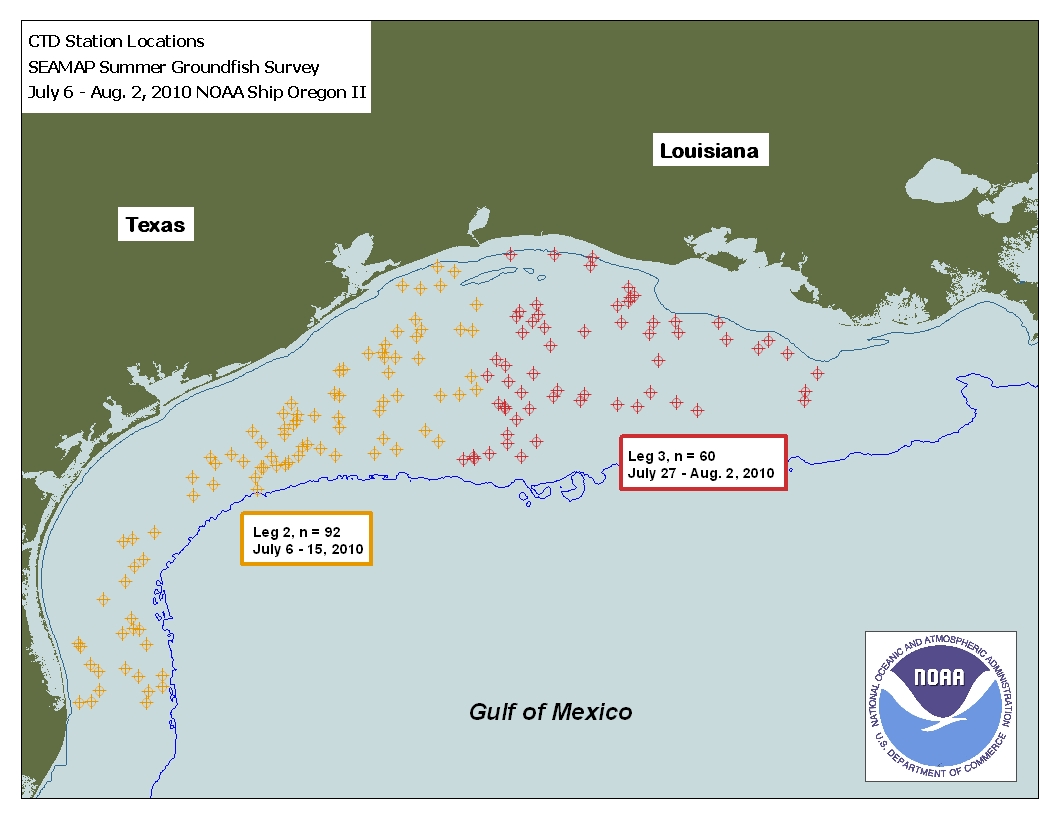 CTD Station Locations
SEAMAP Summer Groundfish Survey
July 6 - Aug. 2, 2010 NOAA Ship Oregon II
Louisiana
Texas
Leg 3, n = 60
July 27 - Aug. 2, 2010
Leg 2, n = 92
July 6 - 15, 2010
Gulf of Mexico
NATIONAL OCEANIC AND ATMOSPHERIC ADMINISTRATION
NOAA
U.S. DEPARTMENT OF COMMERCE